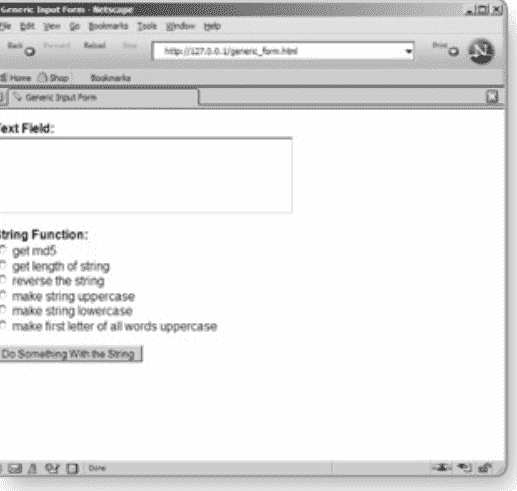 Generic Input Form - Netscape
File Edit View Go Bookmarks Tools Window Help
Back Forward Reload Stop http://127.0.0.1/generic_form.html Print
Home Shop Bookmarks
Generic Input Form
Text Field:
String Function:
get md5
get length of string
reverse the string
make string uppercase
make string lowercase
make first letter of all words uppercase
Do Something With the String
Done